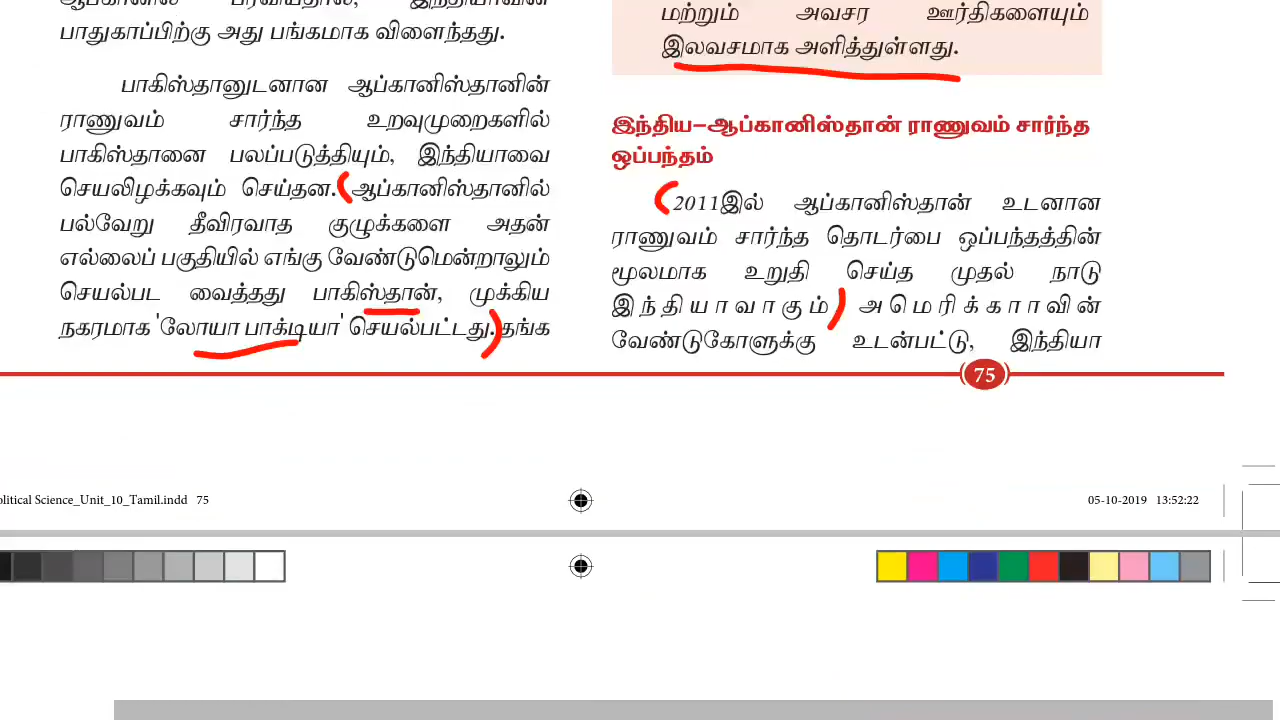 பாதுகாப்பிற்கு அது பங்கமாக விளைந்தது.
பாகிஸ்தானுடனான ஆப்கானிஸ்தானின்
ராணுவம் சார்ந்த உறவுமுறைகளில்
பாகிஸ்தானை பலப்படுத்தியும், இந்தியாவை
செயலிழக்கவும் செய்தன. ஆப்கானிஸ்தானில்
பல்வேறு தீவிரவாத குழுக்களை அதன்
எல்லைப் பகுதியில் எங்கு வேண்டுமென்றாலும்
செயல்பட வைத்தது பாகிஸ்தான், முக்கிய
நகரமாக 'லோயா பாக்டியா' செயல்பட்டது. தங்க
மற்றும் அவசர ஊர்திகளையும்
இலவசமாக அளித்துள்ளது.
இந்திய–ஆப்கானிஸ்தான் ராணுவம் சார்ந்த
ஒப்பந்தம்
2011இல் ஆப்கானிஸ்தான் உடனான
ராணுவம் சார்ந்த தொடர்பை ஒப்பந்தத்தின்
மூலமாக உறுதி செய்த முதல் நாடு
இந்தியாவாகும் அமெரிக்காாவின்
வேண்டுகோளுக்கு உடன்பட்டு, இந்தியா
75
olitical Science_Unit_10_Tamil.indd 75
05-10-2019 13:52:22